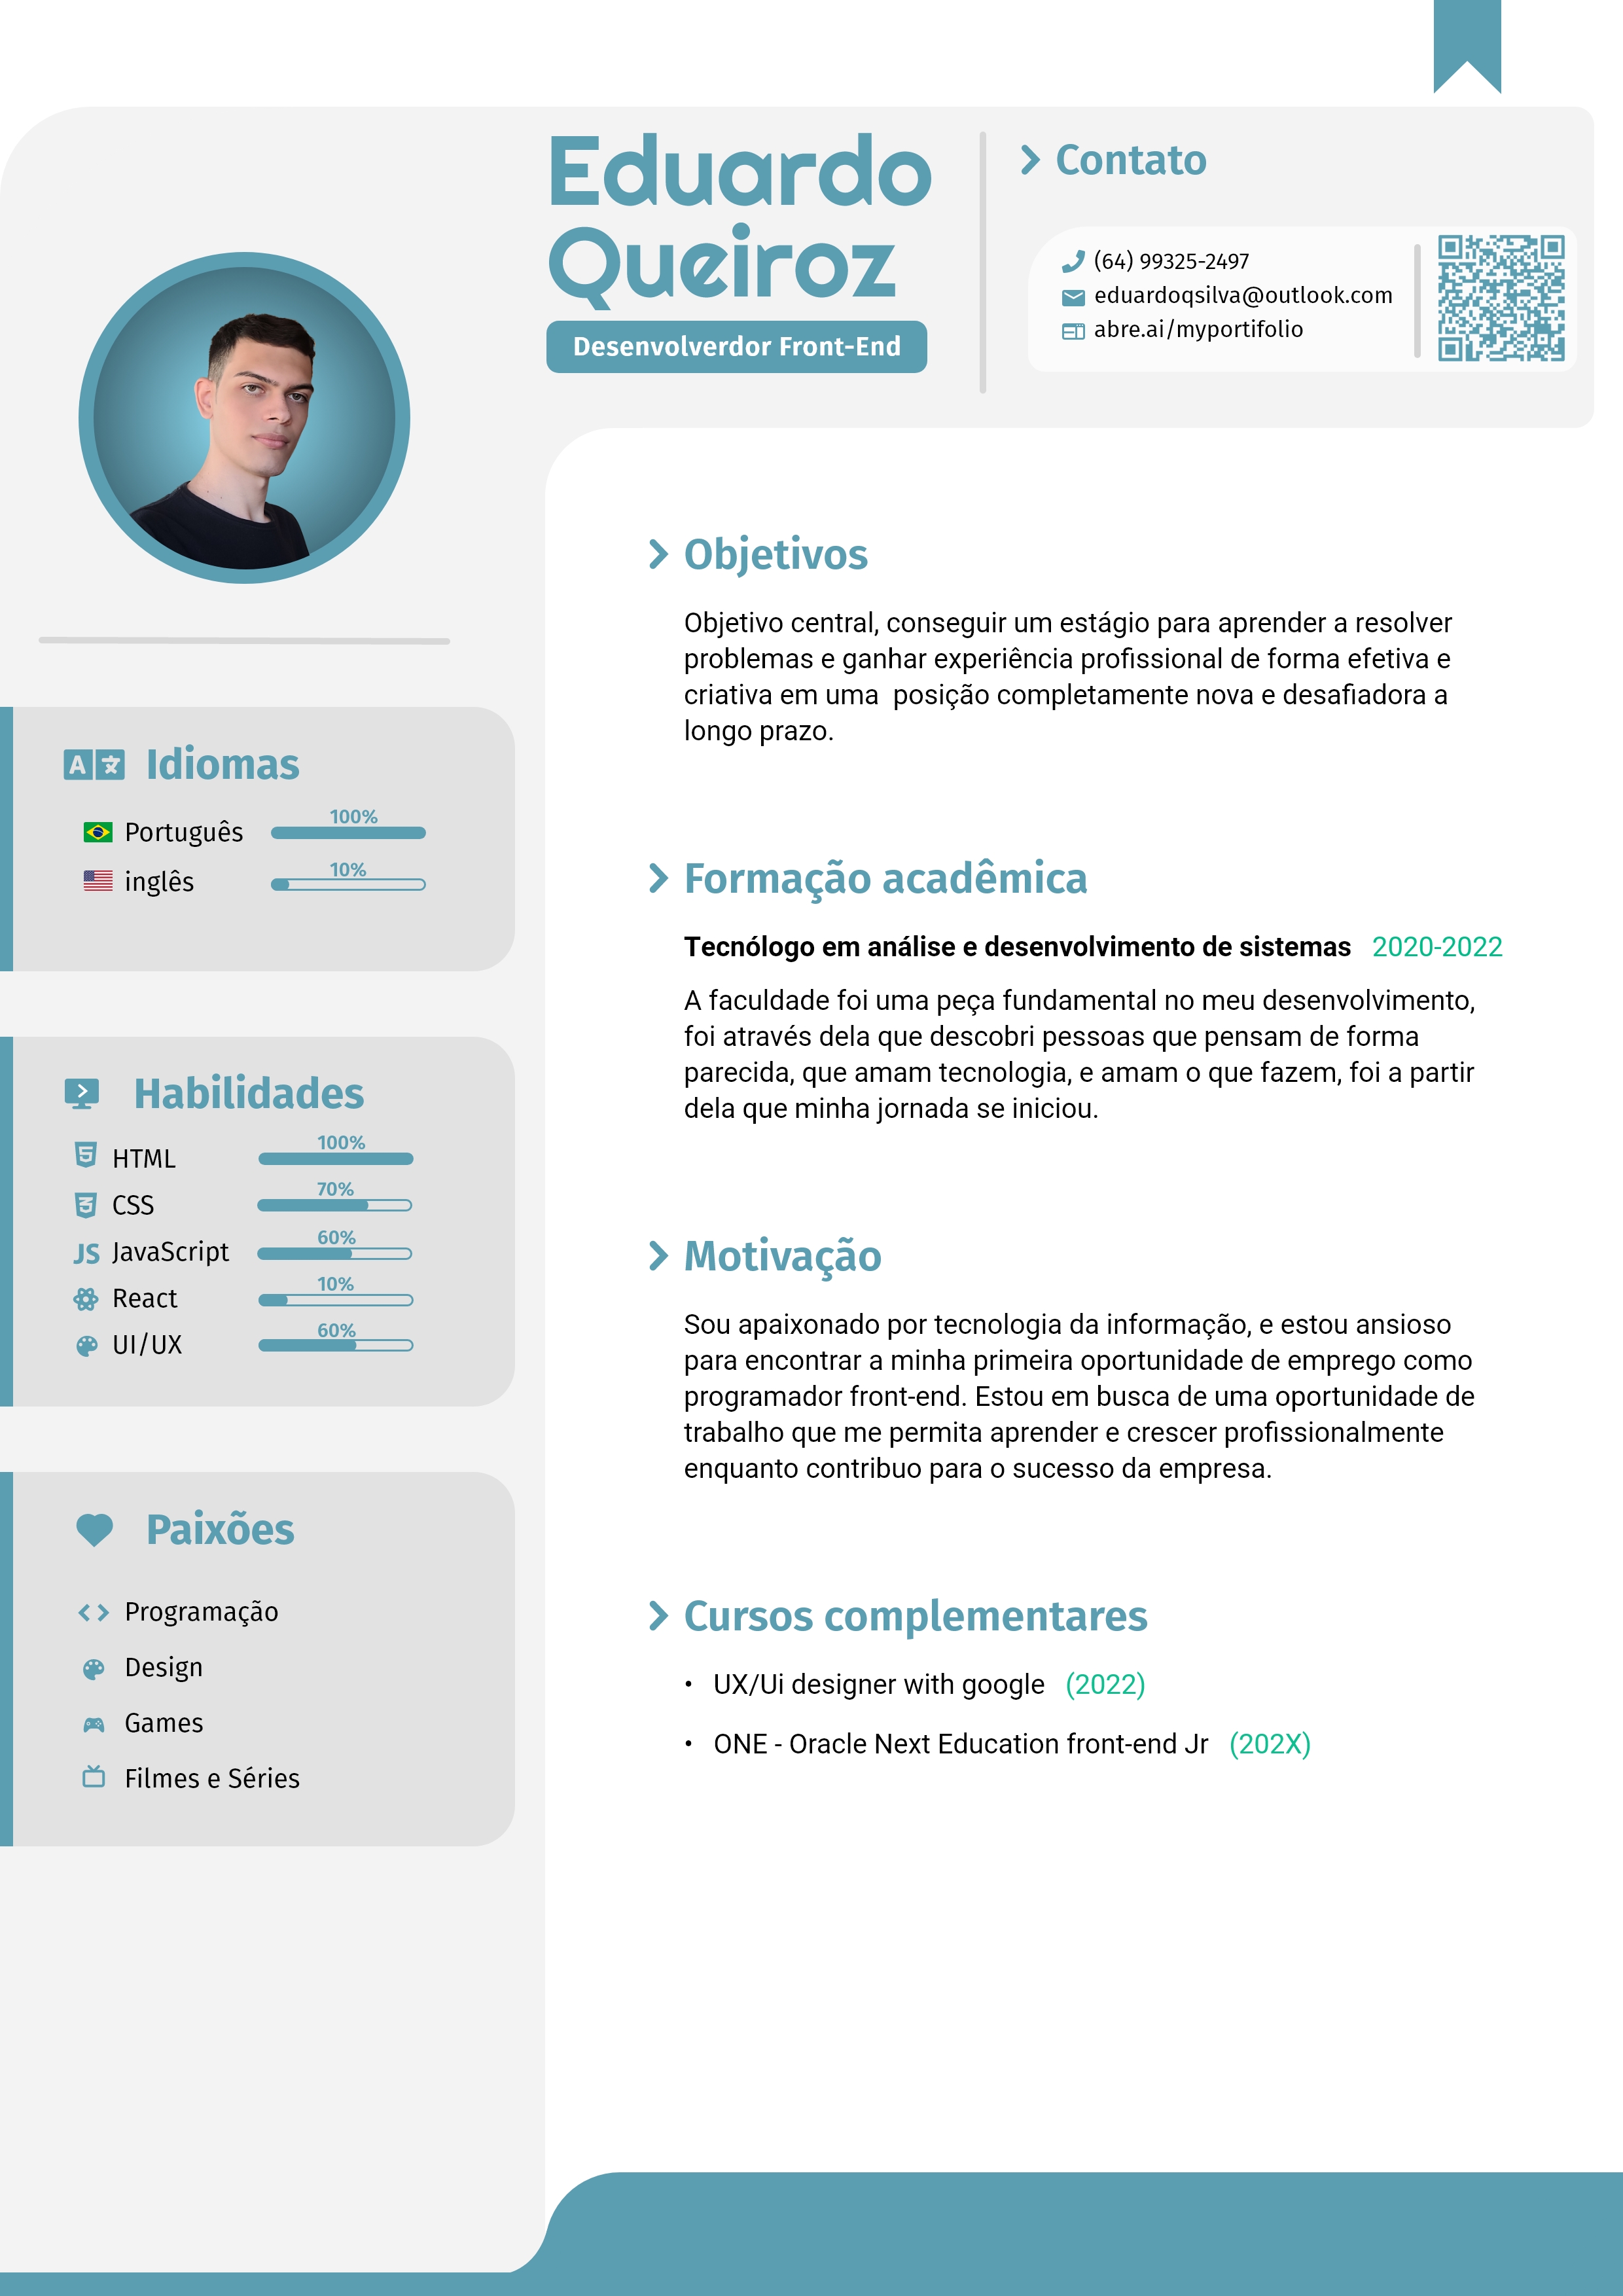 Eduardo
Queiroz
Desenvolverdor Front-End
Contato
(64) 99325-2497
eduardoqsilva@outlook.com
abre.ai/myportifolio
Idiomas
Português 100%
inglês 10%
Habilidades
HTML 100%
CSS 70%
JS JavaScript 60%
React 10%
UI/UX 60%
Paixões
Programação
Design
Games
Filmes e Séries
Objetivos
Objetivo central, conseguir um estágio para aprender a resolver
problemas e ganhar experiência profissional de forma efetiva e
criativa em uma  posição completamente nova e desafiadora a
longo prazo.
Formação acadêmica
Tecnólogo em análise e desenvolvimento de sistemas 2020-2022
A faculdade foi uma peça fundamental no meu desenvolvimento,
foi através dela que descobri pessoas que pensam de forma
parecida, que amam tecnologia, e amam o que fazem, foi a partir
dela que minha jornada se iniciou.
Motivação
Sou apaixonado por tecnologia da informação, e estou ansioso
para encontrar a minha primeira oportunidade de emprego como
programador front-end. Estou em busca de uma oportunidade de
trabalho que me permita aprender e crescer profissionalmente
enquanto contribuo para o sucesso da empresa.
Cursos complementares
• UX/Ui designer with google (2022)
• ONE - Oracle Next Education front-end Jr (202X)